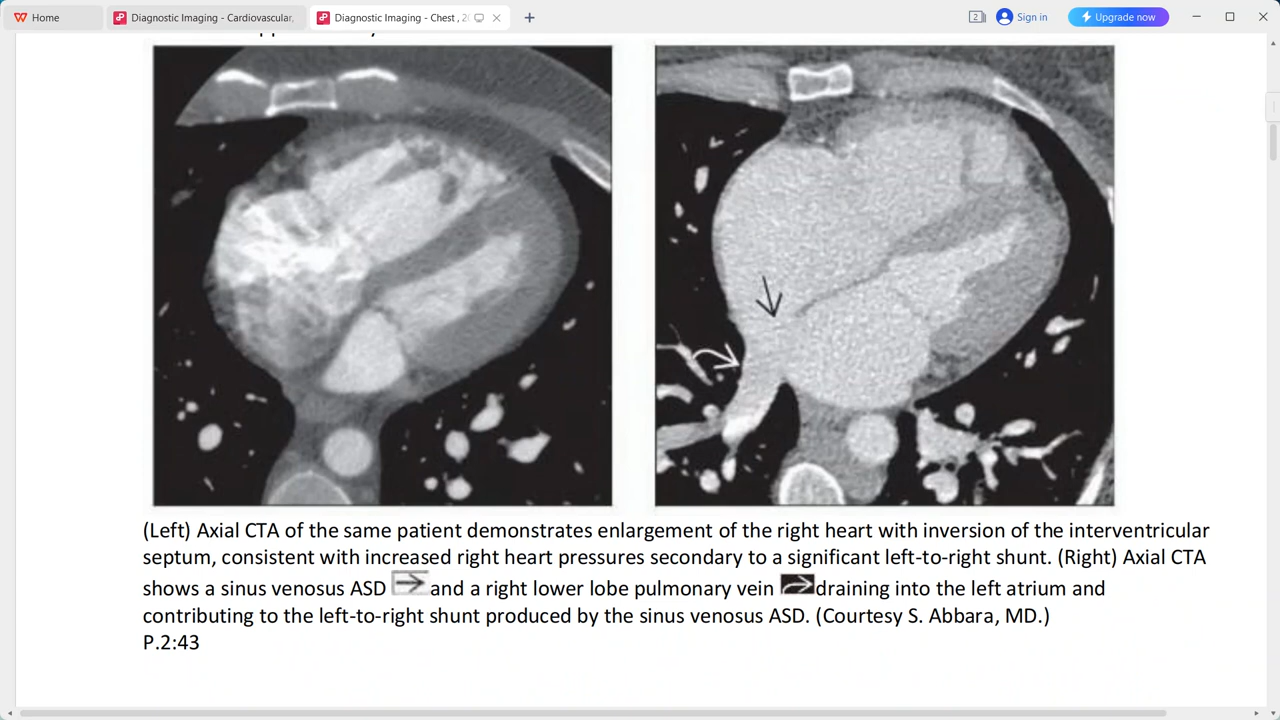 Home
Diagnostic Imaging - Cardiovascular,
Diagnostic Imaging - Chest , 20
2
Sign in
Upgrade now
(Left) Axial CTA of the same patient demonstrates enlargement of the right heart with inversion of the interventricular
septum, consistent with increased right heart pressures secondary to a significant left-to-right shunt. (Right) Axial CTA
shows a sinus venosus ASD and a right lower lobe pulmonary vein draining into the left atrium and
contributing to the left-to-right shunt produced by the sinus venosus ASD. (Courtesy S. Abbara, MD.)
P.2:43